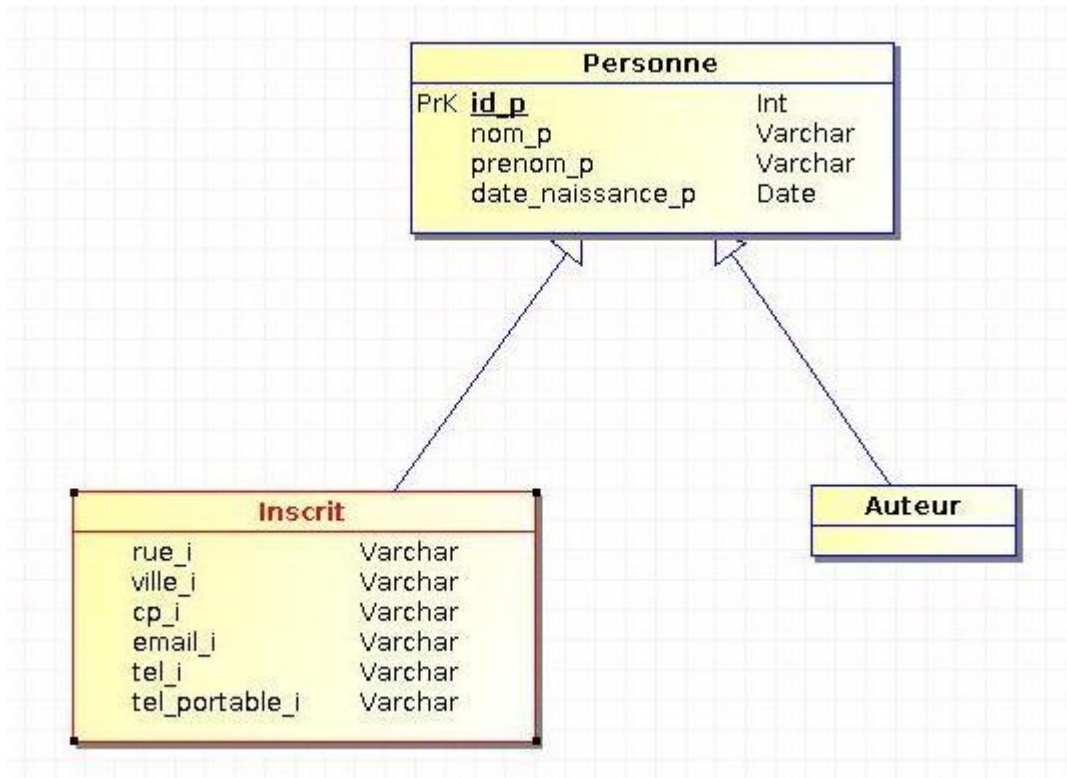 Personne
PrK id_p Int
nom_p Varchar
prenom_p Varchar
date_naissance_p Date
Inscrit
rue_i Varchar
ville_i Varchar
cp_i Varchar
email_i Varchar
tel_i Varchar
tel_portable_i Varchar
Auteur